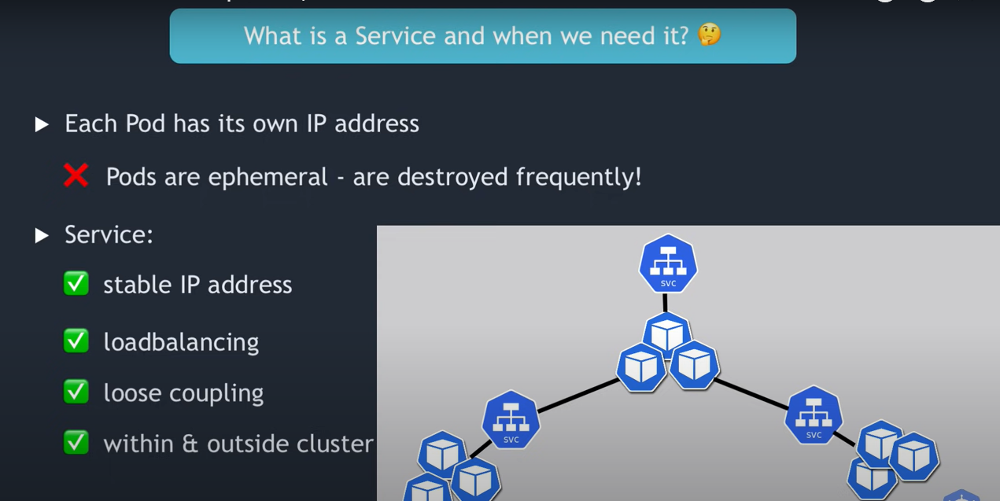 What is a Service and when we need it? 🤔
Each Pod has its own IP address
Pods are ephemeral - are destroyed frequently!
Service:
stable IP address
loadbalancing
loose coupling
within & outside cluster
svc
svc
svc